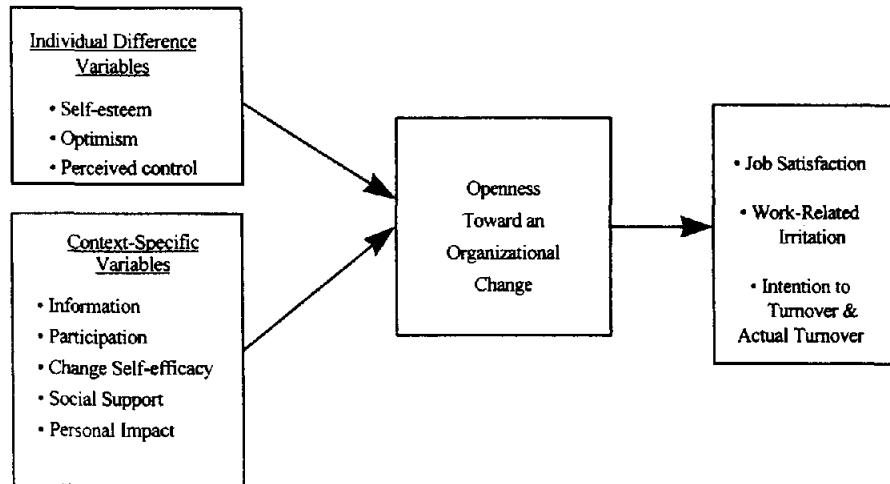 Individual Difference
Variables
• Self-esteem
• Optimism
• Perceived control
Context-Specific
Variables
• Information
• Participation
• Change Self-efficacy
• Social Support
• Personal Impact
Openness
Toward an
Organizational
Change
• Job Satisfaction
• Work-Related
Irritation
• Intention to
Turnover &
Actual Turnover